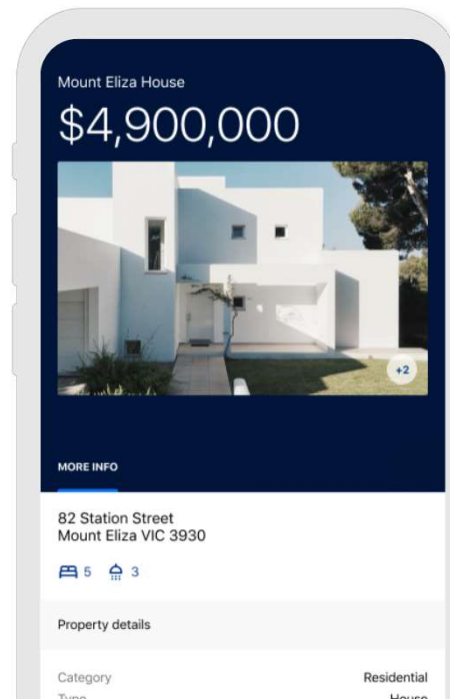 Mount Eliza House
$4,900,000
+2
MORE INFO
82 Station Street
Mount Eliza VIC 3930
5 3
Property details
Category Residential
Type House